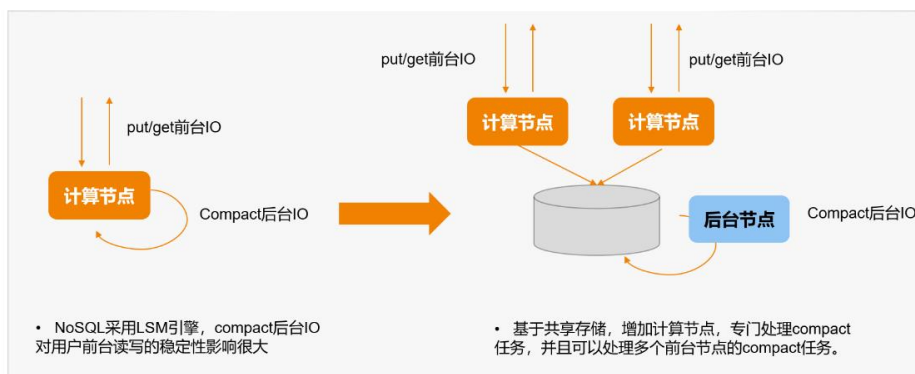 put/get前台IO
计算节点
Compact后台IO
• NoSQL采用LSM引擎，compact后台IO
对用户前台读写的稳定性影响很大
put/get前台IO
put/get前台IO
计算节点
计算节点
后台节点
Compact后台IO
• 基于共享存储，增加计算节点，专门处理compact
任务，并且可以处理多个前台节点的compact任务。